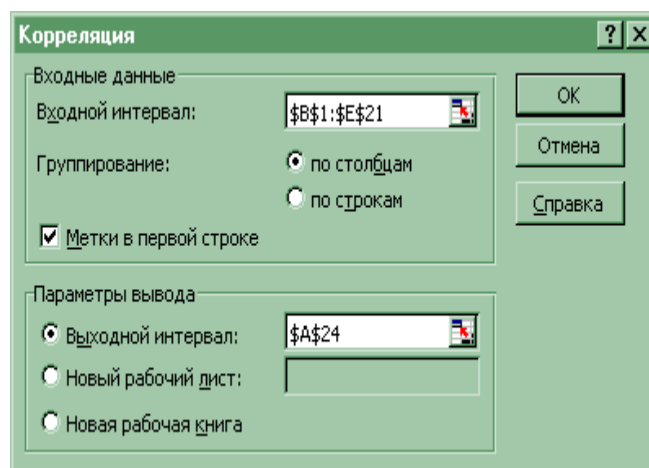 Корреляция
Входные данные
Входной интервал: $B$1:$E$21
OK
Группирование: по столбцам
Отмена
по строкам
Справка
Метки в первой строке
Параметры вывода
Выходной интервал: $A$24
Новый рабочий лист:
Новая рабочая книга